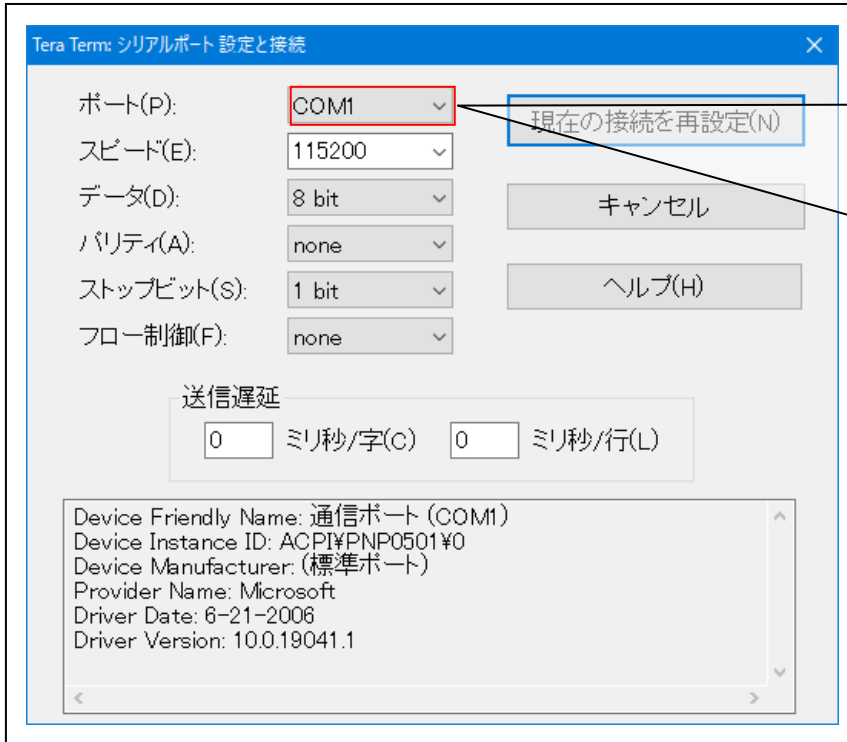 Tera Term: シリアルポート 設定と接続
ポート(P): COM1 現在の接続を再設定(N)
スピード(E): 115200
データ(D): 8 bit キャンセル
パリティ(A): none
ストップビット(S): 1 bit ヘルプ(H)
フロー制御(F): none
送信遅延
0 ミリ秒/字(C) 0 ミリ秒/行(L)
Device Friendly Name: 通信ポート (COM1)
Device Instance ID: ACPI¥PNP0501¥0
Device Manufacturer: (標準ポート)
Provider Name: Microsoft
Driver Date: 6-21-2006
Driver Version: 10.0.19041.1